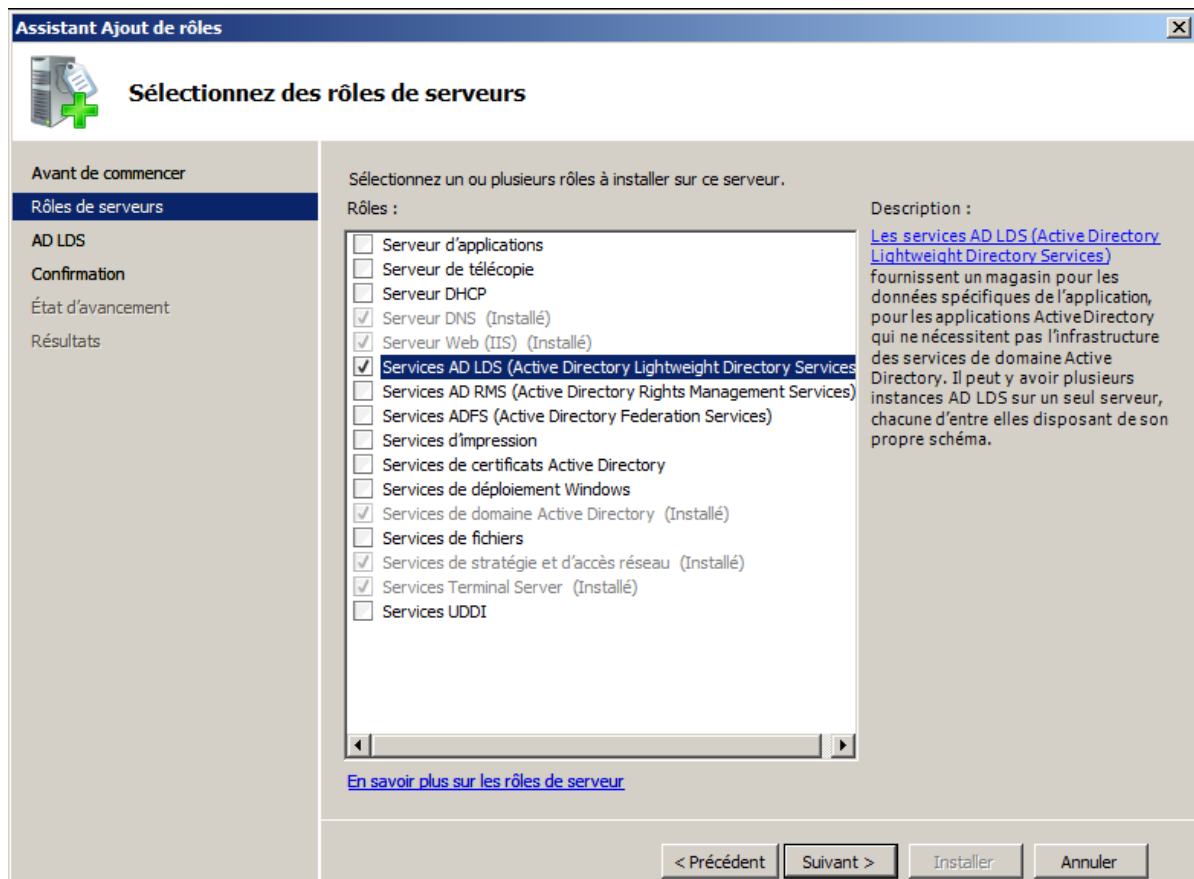 Assistant Ajout de rôles
Sélectionnez des rôles de serveurs
Avant de commencer
Rôles de serveurs
AD LDS
Confirmation
État d'avancement
Résultats
Sélectionnez un ou plusieurs rôles à installer sur ce serveur.
Rôles :
Serveur d'applications
Serveur de télécopie
Serveur DHCP
Serveur DNS (Installé)
Serveur Web (IIS) (Installé)
Services AD LDS (Active Directory Lightweight Directory Services
Services AD RMS (Active Directory Rights Management Services)
Services ADFS (Active Directory Federation Services)
Services d'impression
Services de certificats Active Directory
Services de déploiement Windows
Services de domaine Active Directory (Installé)
Services de fichiers
Services de stratégie et d'accès réseau (Installé)
Services Terminal Server (Installé)
Services UDDI
En savoir plus sur les rôles de serveur
Description :
Les services AD LDS (Active Directory
Lightweight Directory Services)
fournissent un magasin pour les
données spécifiques de l'application,
pour les applications Active Directory
qui ne nécessitent pas l'infrastructure
des services de domaine Active
Directory. Il peut y avoir plusieurs
instances AD LDS sur un seul serveur,
chacune d'entre elles disposant de son
propre schéma.
< Précédent
Suivant >
Installer
Annuler